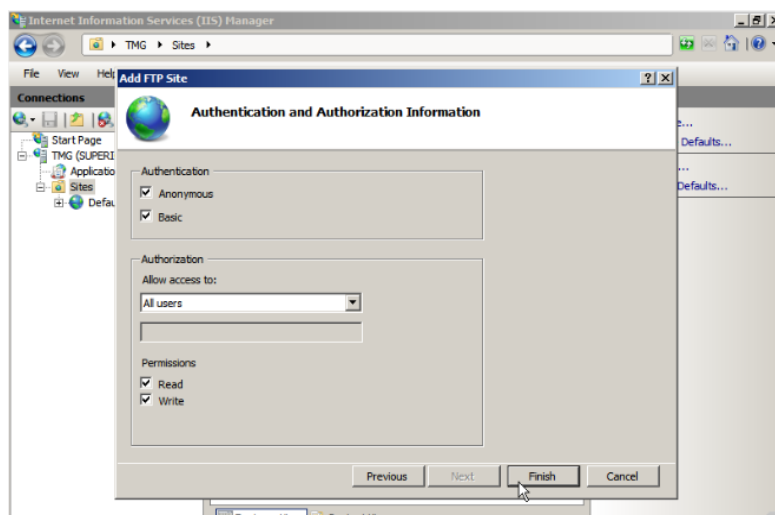 Internet Information Services (IIS) Manager
TMG Sites
File View Help
Connections
Start Page
TMG (SUPERI
Applicatio
Sites
Defau
Add FTP Site
Authentication and Authorization Information
Authentication
Anonymous
Basic
Authorization
Allow access to:
All users
Permissions
Read
Write
Previous Next Finish Cancel
Defaults...
Defaults...